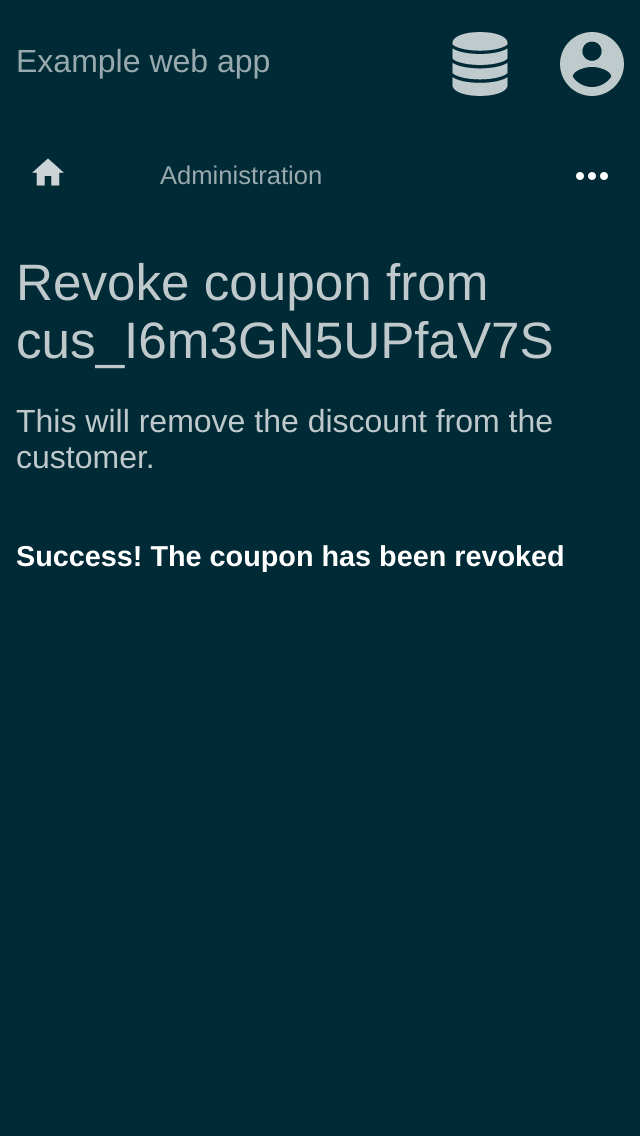 Example web app
Administration
Revoke coupon from
cus_I6m3GN5UPfaV7S
This will remove the discount from the
customer.
Success! The coupon has been revoked